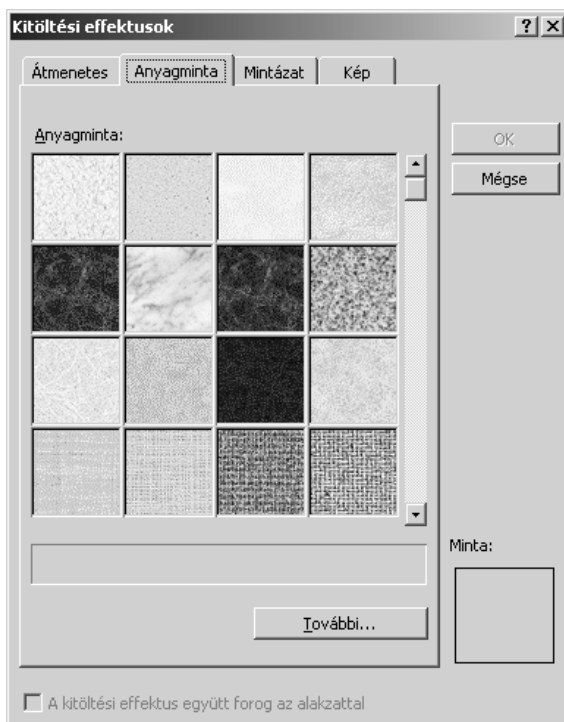 Kitöltési effektusok
Átmenetes
Anyagminta
Mintázat
Kép
Anyagminta:
OK
Mégse
Minta:
További...
A kitöltési effektus együtt forog az alakzattal